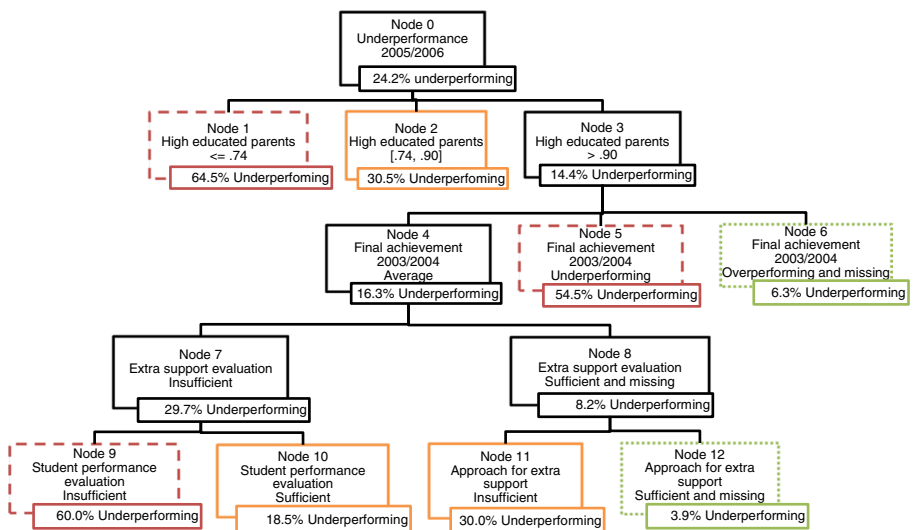 Node 0
Underperformance
2005/2006
24.2% underperforming
Node 1
High educated parents
<= .74
64.5% Underperfoming
Node 2
High educated parents
[.74, .90]
30.5% Underperfoming
Node 3
High educated parents
> .90
14.4% Underperfoming
Node 4
Final achievement
2003/2004
Average
16.3% Underperforming
Node 5
Final achievement
2003/2004
Underperforming
54.5% Underperforming
Node 6
Final achievement
2003/2004
Overperforming and missing
6.3% Underperforming
Node 7
Extra support evaluation
Insufficient
29.7% Underperforming
Node 8
Extra support evaluation
Sufficient and missing
8.2% Underperforming
Node 9
Student performance
evaluation
Insufficient
60.0% Underperforming
Node 10
Student performance
evaluation
Sufficient
18.5% Underperforming
Node 11
Approach for extra
support
Insufficient
30.0% Underperforming
Node 12
Approach for extra
support
Sufficient and missing
3.9% Underperforming